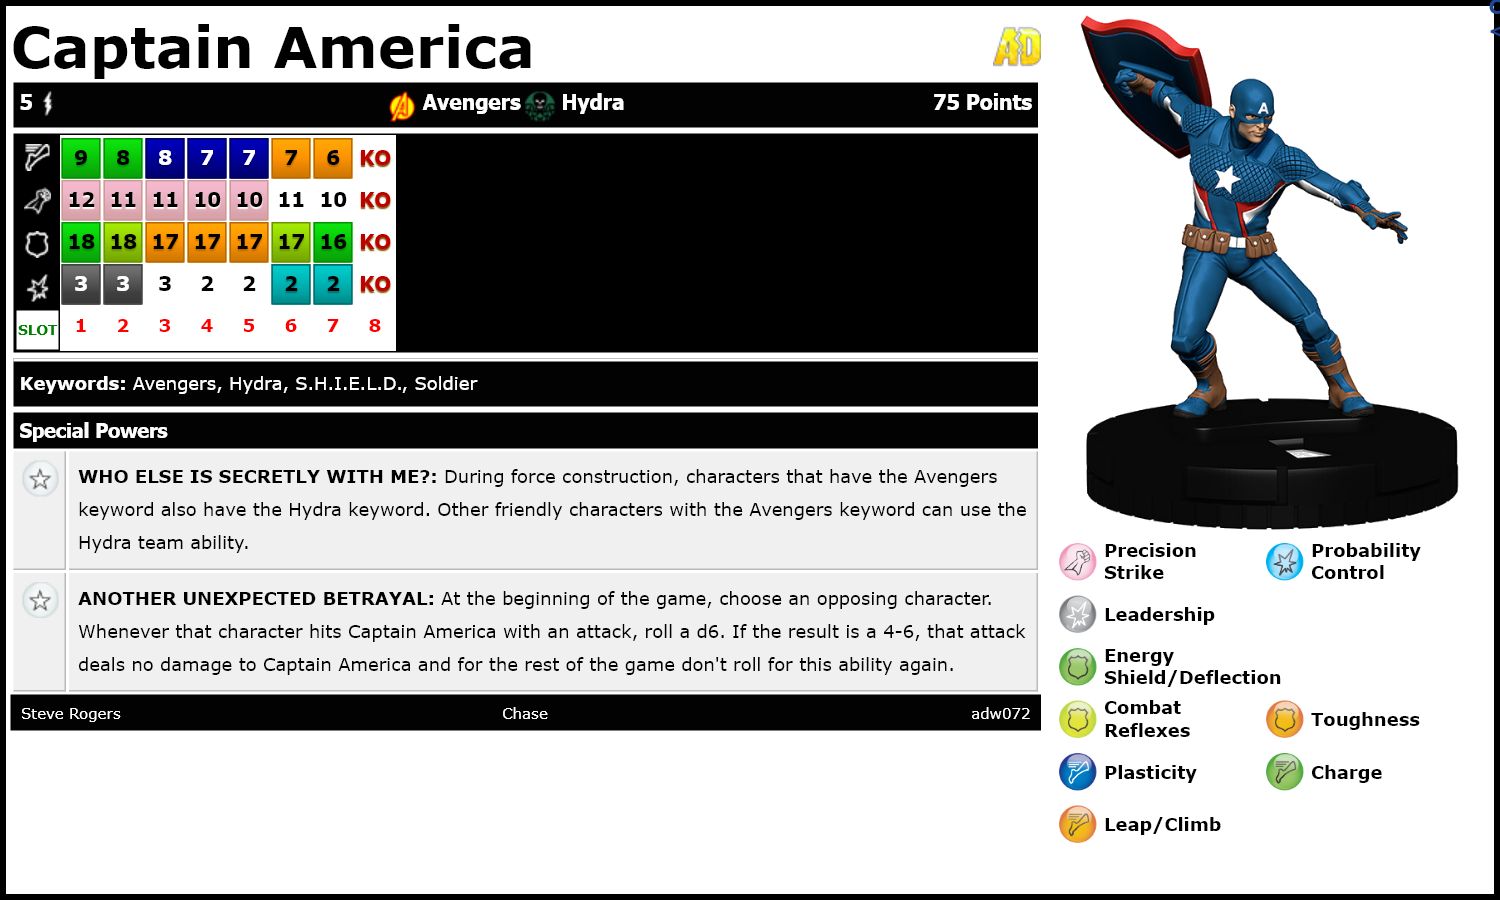 Captain America
AD
5 Avengers Hydra 75 Points
9 8 8 7 7 7 6 KO
12 11 11 10 10 11 10 KO
18 18 17 17 17 17 16 KO
3 3 3 2 2 2 2 KO
SLOT 1 2 3 4 5 6 7 8
Keywords: Avengers, Hydra, S.H.I.E.L.D., Soldier
Special Powers
WHO ELSE IS SECRETLY WITH ME?: During force construction, characters that have the Avengers
keyword also have the Hydra keyword. Other friendly characters with the Avengers keyword can use the
Hydra team ability.
ANOTHER UNEXPECTED BETRAYAL: At the beginning of the game, choose an opposing character.
Whenever that character hits Captain America with an attack, roll a d6. If the result is a 4-6, that attack
deals no damage to Captain America and for the rest of the game don't roll for this ability again.
Steve Rogers Chase adw072
A
Precision
Strike
Probability
Control
Leadership
Energy
Shield/Deflection
Combat
Reflexes
Toughness
Plasticity
Charge
Leap/Climb